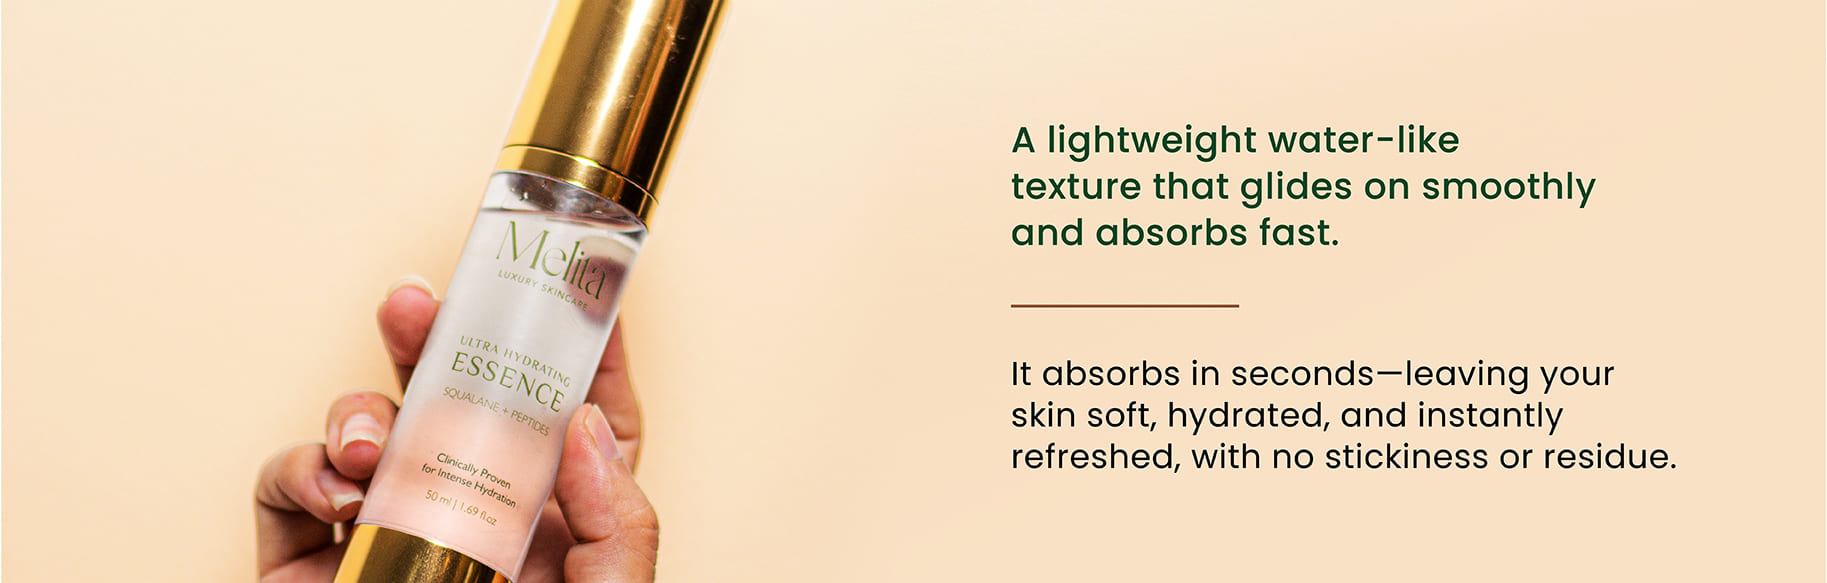 Melita
LUXURY SKINCARE
ULTRA HYDRATING
ESSENCE
SQUALANE + PEPTIDES
Clinically Proven
for Intense Hydration
50 ml | 1.69 fl.oz
A lightweight water-like
texture that glides on smoothly
and absorbs fast.
It absorbs in seconds—leaving your
skin soft, hydrated, and instantly
refreshed, with no stickiness or residue.